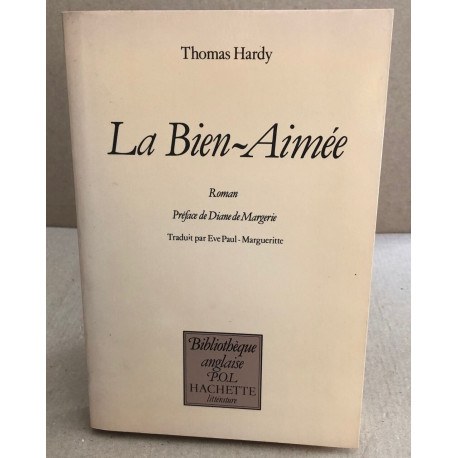 Thomas Hardy
La Bien~Aimée
Roman
Préface de Diane de Margerie
Traduit par Eve Paul-Margueritte
Bibliothèque
anglaise
P.O.L.
HACHETTE
littérature